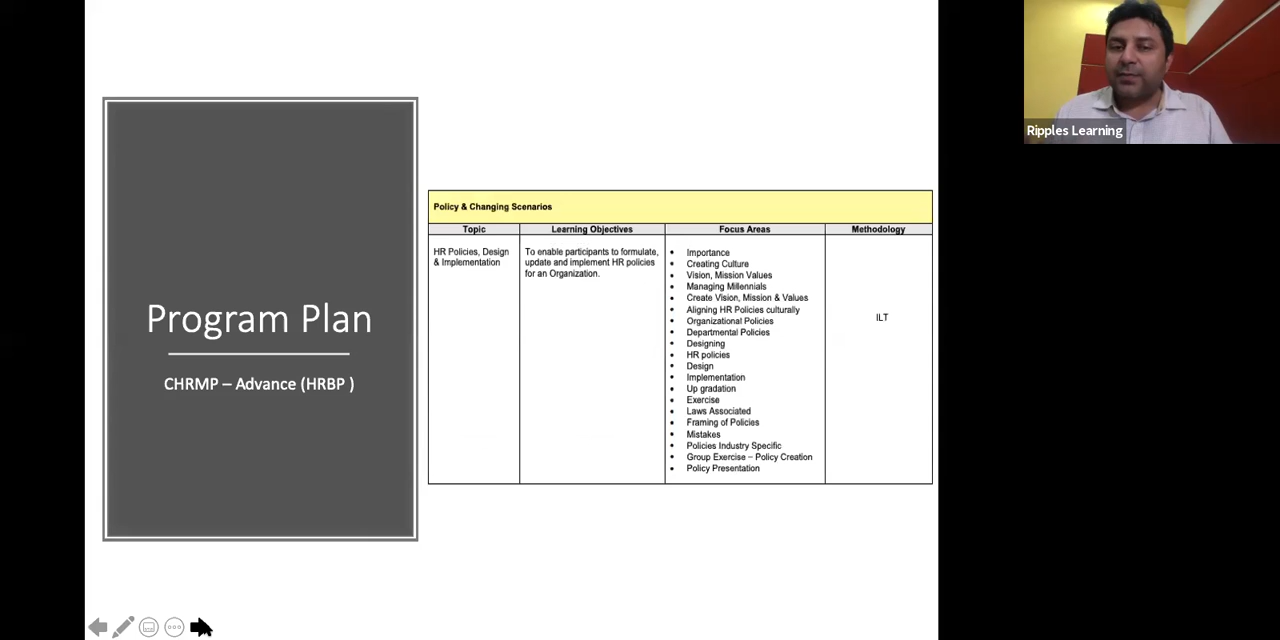 Ripples Learning
Program Plan
CHRMP – Advance (HRBP )
Policy & Changing Scenarios
Topic
Learning Objectives
Focus Areas
Methodology
HR Policies, Design
& Implementation
To enable participants to formulate,
update and implement HR policies
for an Organization.
• Importance
• Creating Culture
• Vision, Mission Values
• Managing Millennials
• Create Vision, Mission & Values
• Aligning HR Policies culturally
• Organizational Policies
• Departmental Policies
• Designing
• HR policies
• Design
• Implementation
• Up gradation
• Exercise
• Laws Associated
• Framing of Policies
• Mistakes
• Policies Industry Specific
• Group Exercise – Policy Creation
• Policy Presentation
ILT